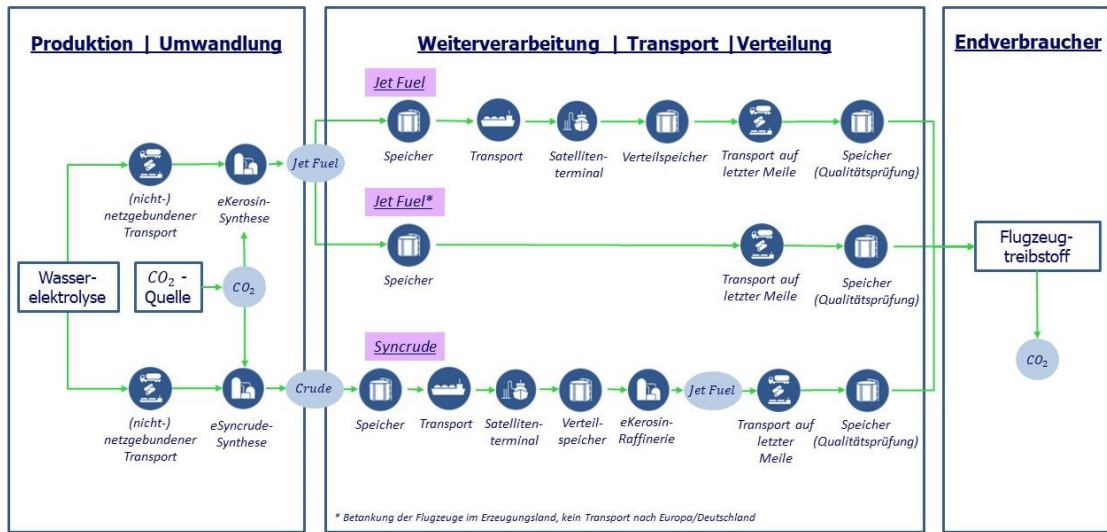 Produktion | Umwandlung
Weiterverarbeitung | Transport |Verteilung
Endverbraucher
Jet Fuel
Speicher
Transport
Satelliten-
terminal
Verteilspeicher
Transport auf
letzter Meile
Speicher
(Qualitätsprüfung)
(nicht-)
netzgebundener
Transport
eKerosin-
Synthese
Jet Fuel
Jet Fuel*
Speicher
Transport auf
letzter Meile
Speicher
(Qualitätsprüfung)
Wasser-
elektrolyse
CO2 -
Quelle
CO2
Flugzeug-
treibstoff
CO2
Syncrude
(nicht-)
netzgebundener
Transport
eSyncrude-
Synthese
Crude
Speicher
Transport
Satelliten-
terminal
Verteil-
speicher
eKerosin-
Raffinerie
Jet Fuel
Transport auf
letzter
Meile
Speicher
(Qualitätsprüfung)
* Betankung der Flugzeuge im Erzeugungsland, kein Transport nach Europa/Deutschland